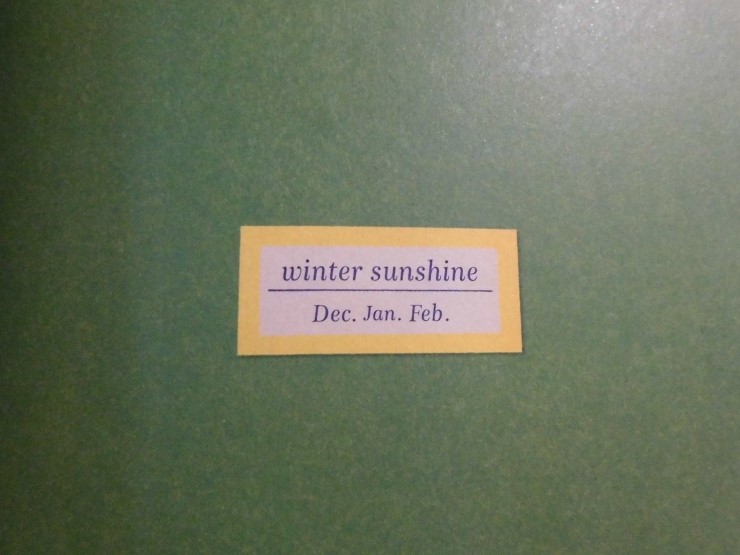 winter sunshine
Dec. Jan. Feb.